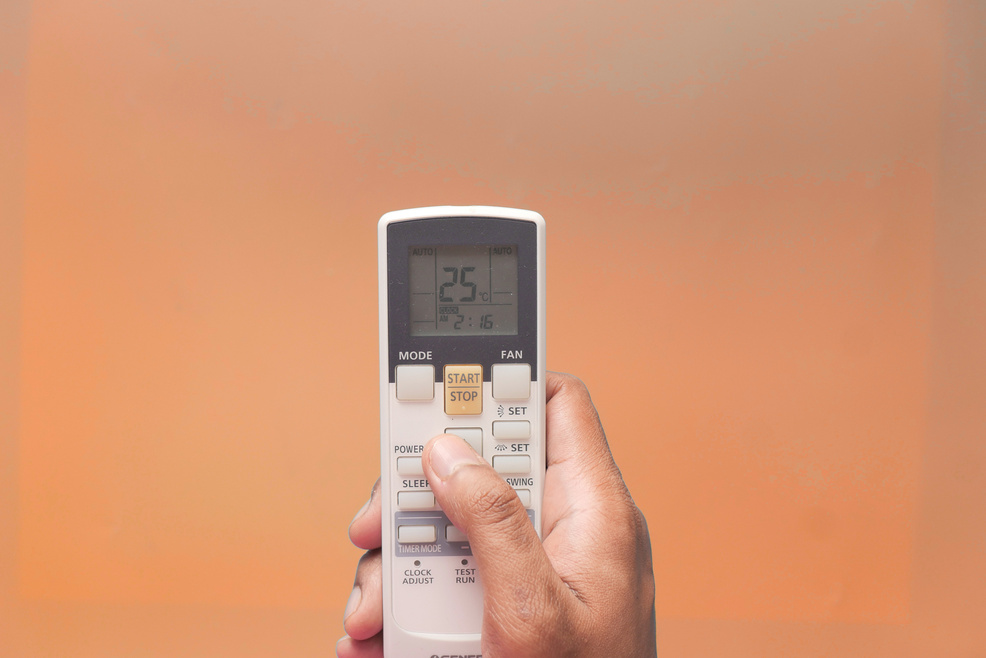 AUTO AUTO
25 °C
2:16
MODE FAN
START
STOP
SET
SET
POWER
SLEEP SWING
TIMER MODE
CLOCK
ADJUST
TEST
RUN